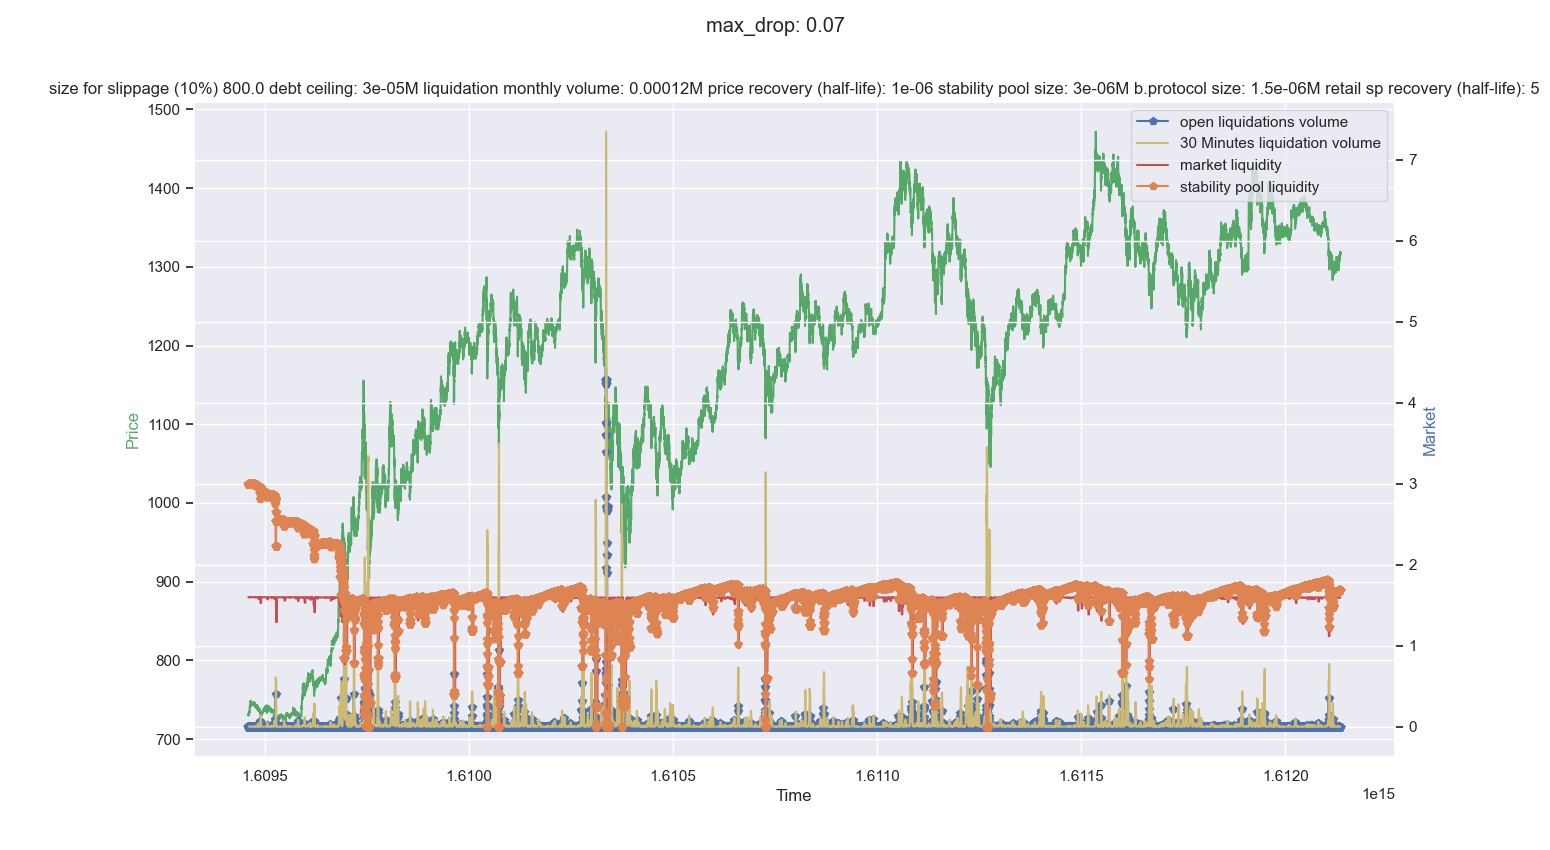 max_drop: 0.07
size for slippage (10%) 800.0 debt ceiling: 3e-05M liquidation monthly volume: 0.00012M price recovery (half-life): 1e-06 stability pool size: 3e-06M b.protocol size: 1.5e-06M retail sp recovery (half-life): 5
open liquidations volume
30 Minutes liquidation volume
market liquidity
stability pool liquidity
1500
1400
1300
1200
1100
1000
900
800
700
Price
7
6
5
4
3
2
1
0
Market
1.6095 1.6100 1.6105 1.6110 1.6115 1.6120
Time
1e15